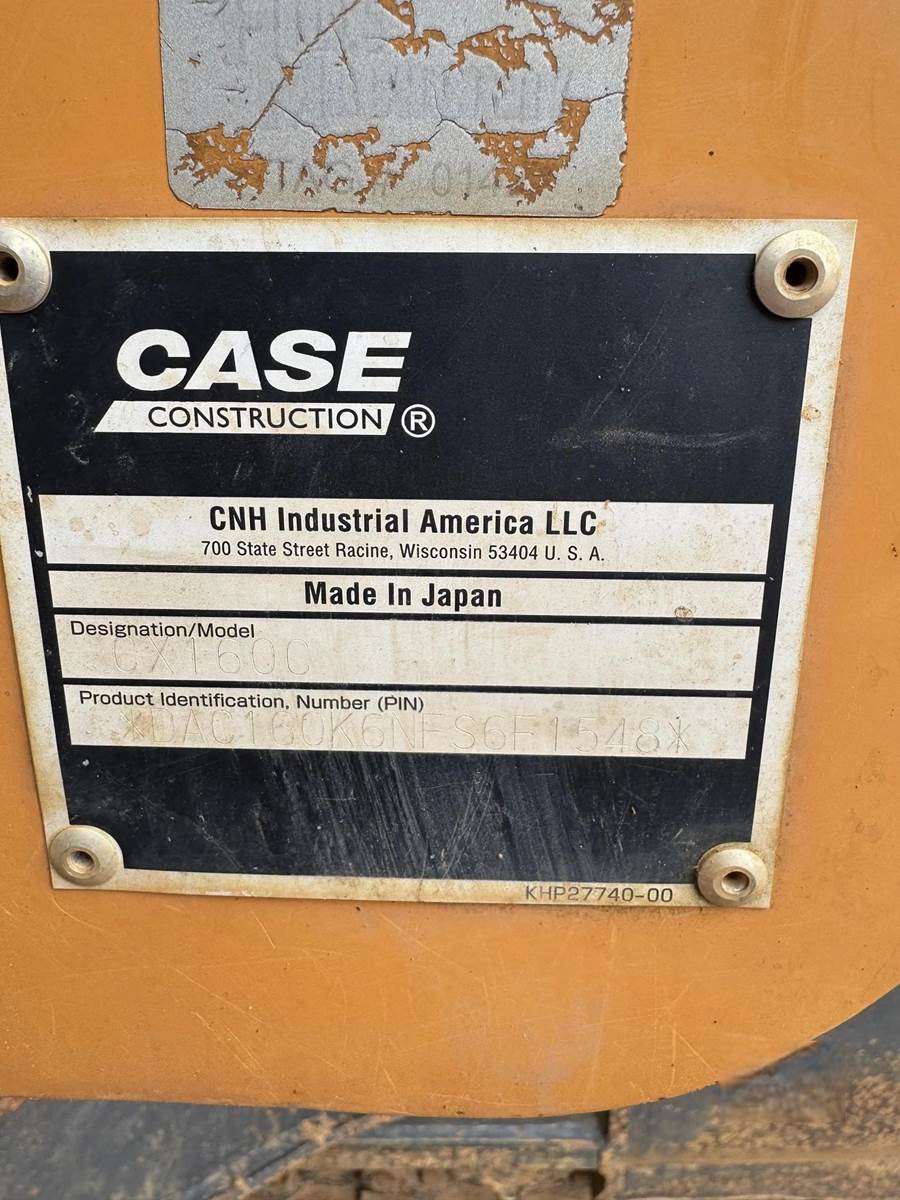 CASE
CONSTRUCTION ®
CNH Industrial America LLC
700 State Street Racine, Wisconsin 53404 U. S. A.
Made In Japan
Designation/Model
CX160C
Product Identification, Number (PIN)
*DAC160K6NFS6F1548*
KHP27740-00